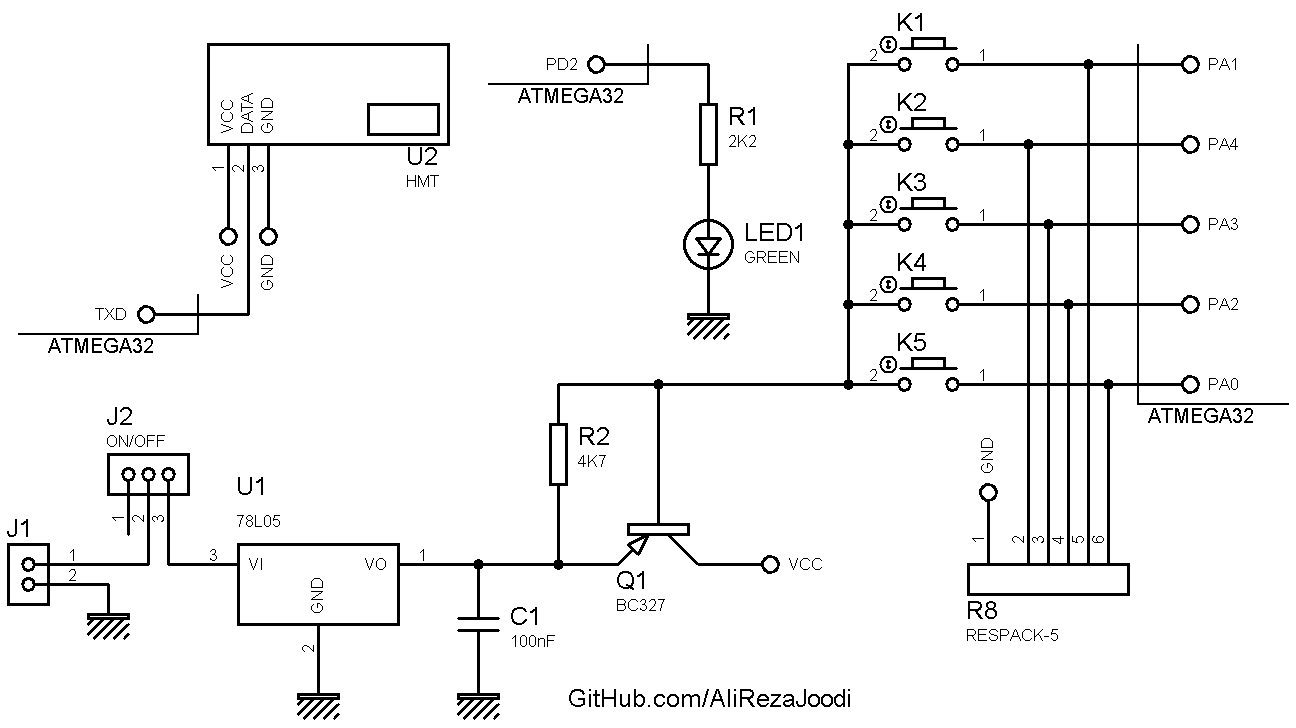 VCC
DATA
GND
U2
HMT
1
2
3
VCC
GND
TXD
ATMEGA32
PD2
ATMEGA32
R1
2K2
LED1
GREEN
K1
2
1
PA1
K2
2
1
PA4
K3
2
1
PA3
K4
2
1
PA2
K5
2
1
PA0
ATMEGA32
GND
1
2
3
4
5
6
R8
RESPACK-5
J2
ON/OFF
1
2
3
J1
1
2
U1
78L05
3
VI
VO
1
GND
2
R2
4K7
Q1
BC327
VCC
C1
100nF
GitHub.com/AliRezaJoodi